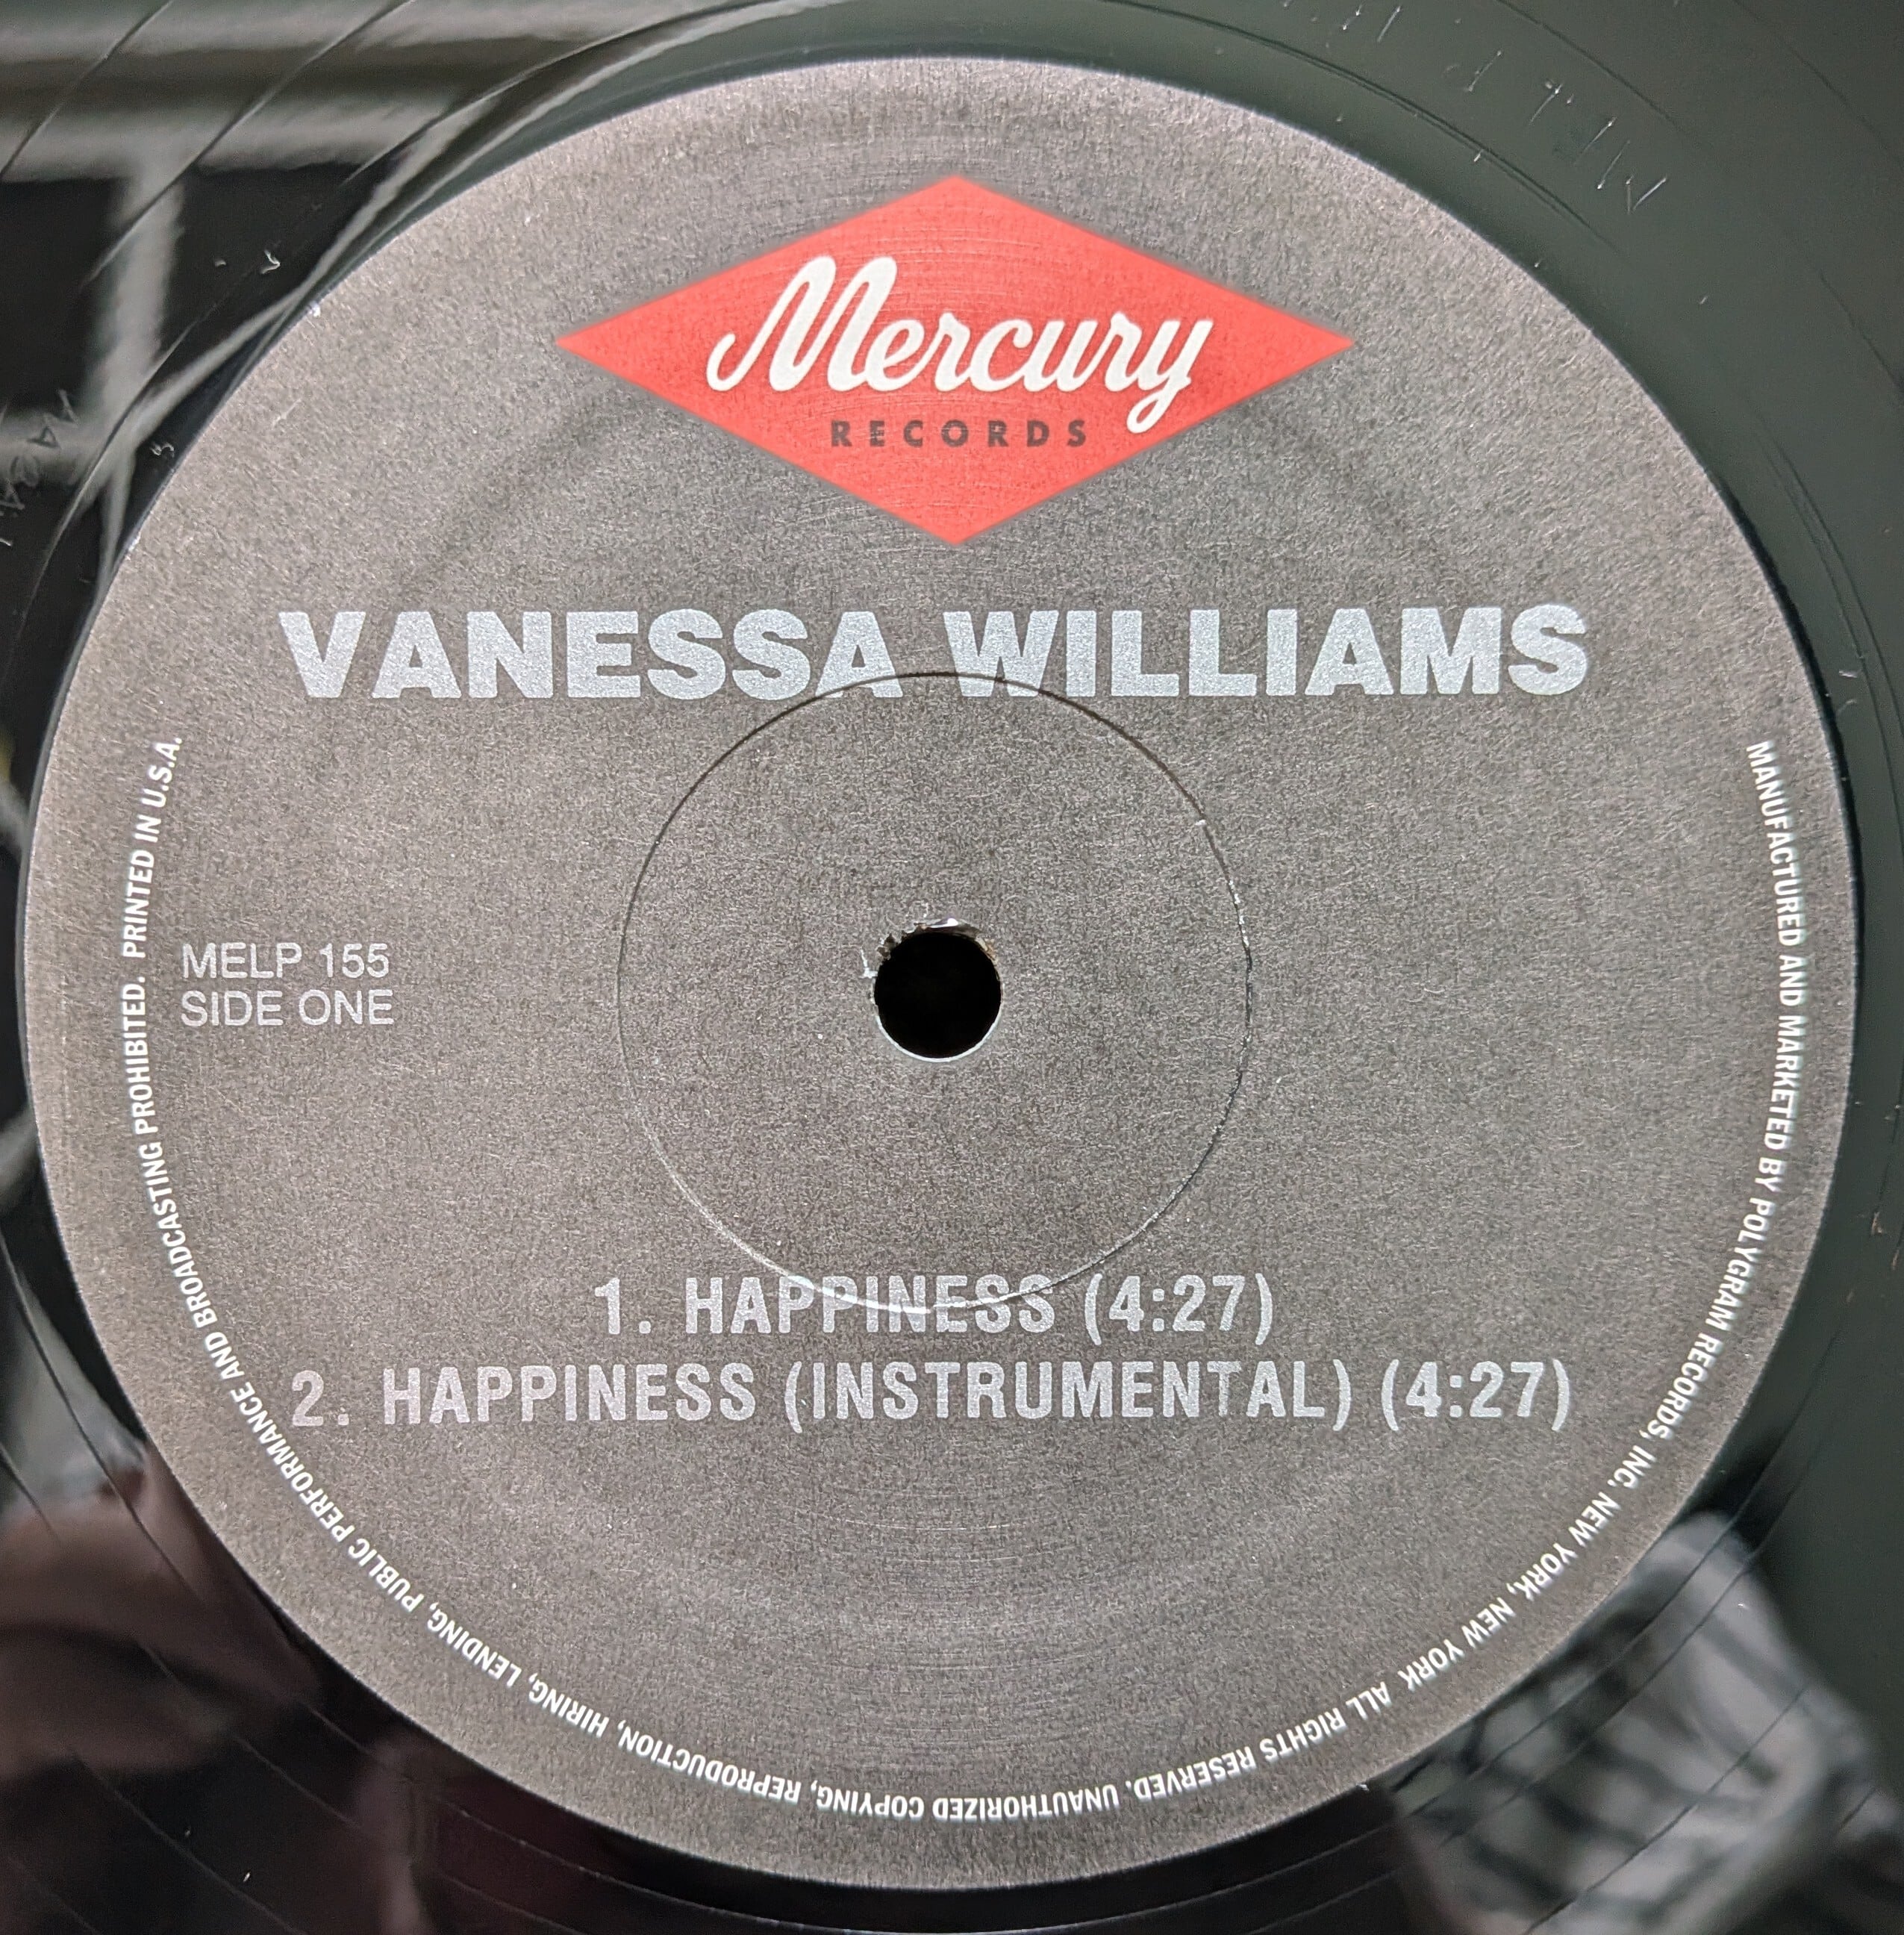 Mercury
RECORDS
VANESSA WILLIAMS
MELP 155
SIDE ONE
1. HAPPINESS (4:27)
2. HAPPINESS (INSTRUMENTAL) (4:27)
MANUFACTURED AND MARKETED BY POLYGRAM RECORDS, INC. NEW YORK, NEW YORK ALL RIGHTS RESERVED. UNAUTHORIZED COPYING, REPRODUCTION, HIRING, LENDING, PUBLIC PERFORMANCE AND BROADCASTING PROHIBITED. PRINTED IN U.S.A.